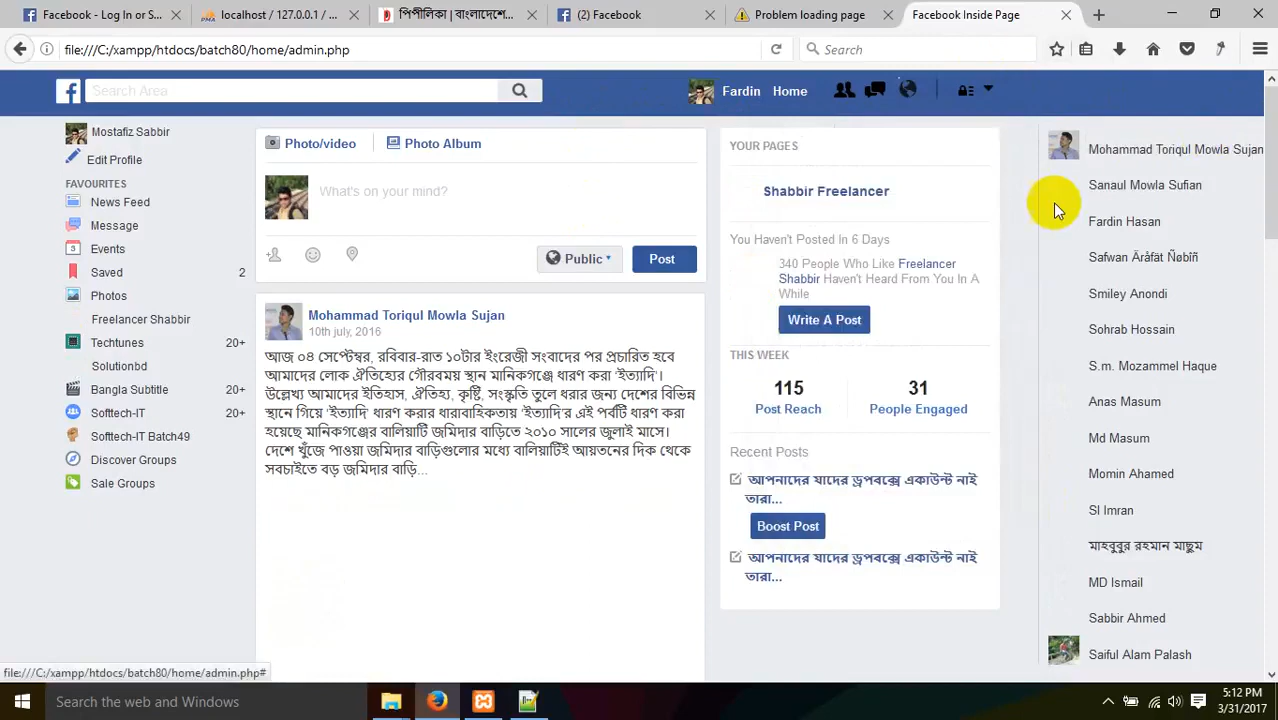 Facebook - Log In or S...
localhost / 127.0.0.1 / ...
পিপীলিকা | বাংলাদেশে...
(2) Facebook
Problem loading page
Facebook Inside Page
file:///C:/xampp/htdocs/batch80/home/admin.php
Search
Search Area
Fardin
Home
Mostafiz Sabbir
Edit Profile
FAVOURITES
News Feed
Message
Events
Saved 2
Photos
Freelancer Shabbir
Techtunes 20+
Solutionbd
Bangla Subtitle 20+
Softtech-IT 20+
Softtech-IT Batch49
Discover Groups
Sale Groups
Photo/video
Photo Album
What's on your mind?
Public
Post
Mohammad Toriqul Mowla Sujan
10th july, 2016
আজ ০৪ সেপ্টেম্বর, রবিবার-রাত ১০টার ইংরেজী সংবাদের পর প্রচারিত হবে
আমাদের লোক ঐতিহ্যের গৌরবময় স্থান মানিকগঞ্জে ধারণ করা ‘ইত্যাদি’।
উল্লেখ্য আমাদের ইতিহাস, ঐতিহ্য, কৃষ্টি, সংস্কৃতি তুলে ধরার জন্য দেশের বিভিন্ন
স্থানে গিয়ে ‘ইত্যাদি’ ধারণ করার ধারাবাহিকতায় ‘ইত্যাদি’র এই পর্বটি ধারণ করা
হয়েছে মানিকগঞ্জের বালিয়াটি জমিদার বাড়িতে ২০১০ সালের জুলাই মাসে।
দেশে খুঁজে পাওয়া জমিদার বাড়িগুলোর মধ্যে বালিয়াটিই আয়তনের দিক থেকে
সবচাইতে বড় জমিদার বাড়ি...
YOUR PAGES
Shabbir Freelancer
You Haven't Posted In 6 Days
340 People Who Like Freelancer
Shabbir Haven't Heard From You In A
While
Write A Post
THIS WEEK
115 31
Post Reach People Engaged
Recent Posts
আপনাদের যাদের ড্রপবক্সে একাউন্ট নাই
তারা...
Boost Post
আপনাদের যাদের ড্রপবক্সে একাউন্ট নাই
তারা...
Mohammad Toriqul Mowla Sujan
Sanaul Mowla Sufian
Fardin Hasan
Safwan Äråfät Ñøbîñ
Smiley Anondi
Sohrab Hossain
S.m. Mozammel Haque
Anas Masum
Md Masum
Momin Ahamed
SI Imran
মাহবুবুর রহমান মাছুম
MD Ismail
Sabbir Ahmed
Saiful Alam Palash
file:///C:/xampp/htdocs/batch80/home/admin.php#
Search the web and Windows
5:12 PM
3/31/2017